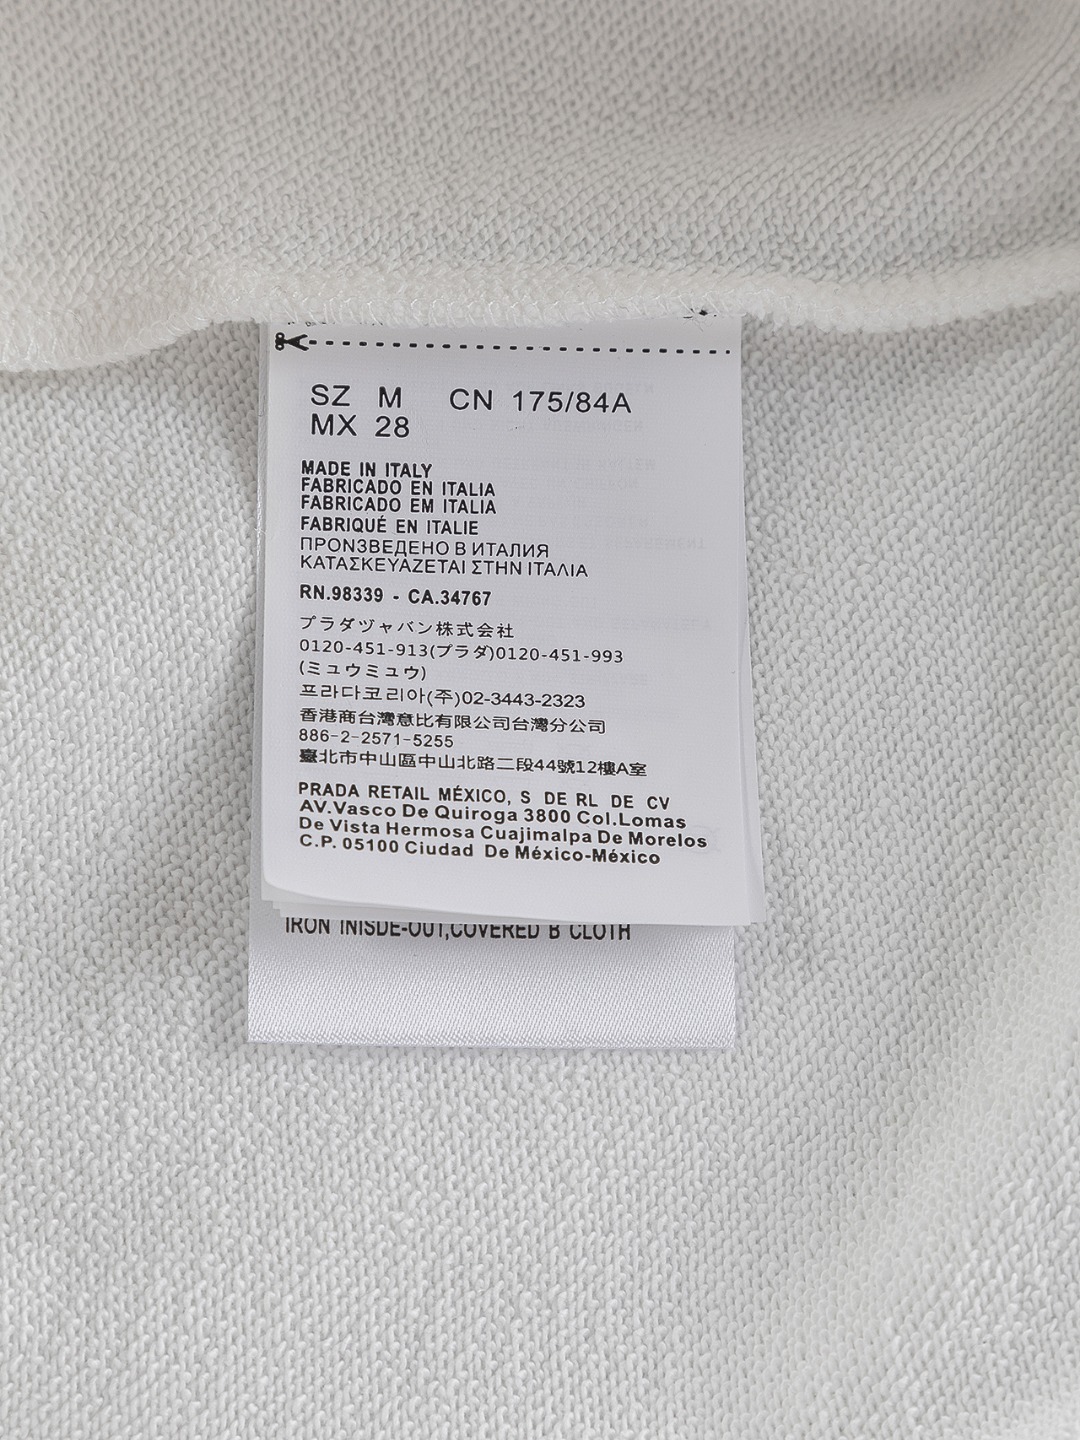 SZ M CN 175/84A
MX 28
MADE IN ITALY
FABRICADO EN ITALIA
FABRICADO EM ITALIA
FABRIQUÉ EN ITALIE
ПРОN3ВЕДЕНО В ИТАЛИЯ
ΚΑΤΑΣΚΕΥΑΖΕΤΑΙ ΣΤΗΝ ΙΤΑΛΙΑ
RN.98339 - CA.34767
プラダヅャバン株式会社
0120-451-913(プラダ)0120-451-993
(ミュウミュウ)
프라다코리아(주)02-3443-2323
香港商台灣意比有限公司台灣分公司
886-2-2571-5255
臺北市中山區中山北路二段44號12樓A室
PRADA RETAIL MÉXICO, S DE RL DE CV
AV.Vasco De Quiroga 3800 Col.Lomas
De Vista Hermosa Cuajimalpa De Morelos
C.P. 05100 Ciudad De México-México
IRON INISDE-OUT,COVERED B CLOTH